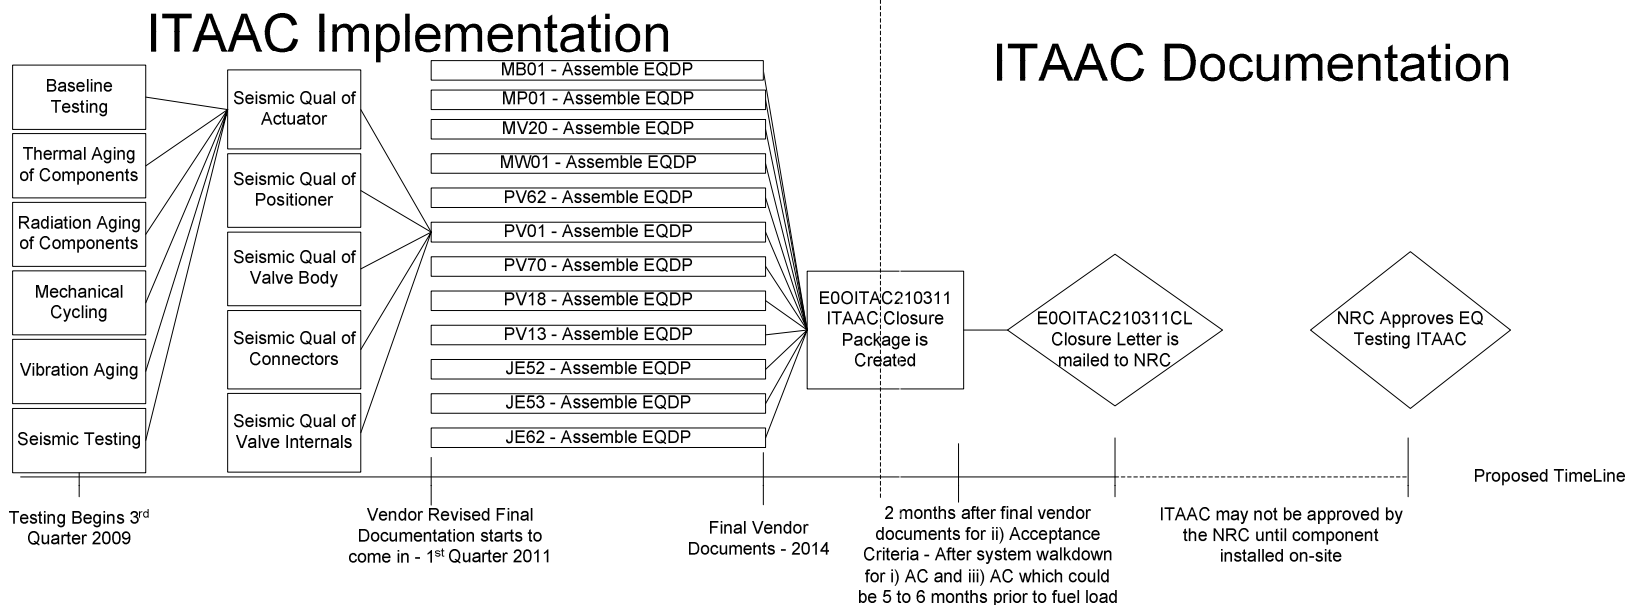 ITAAC Implementation
ITAAC Documentation
Baseline
Testing
Thermal Aging
of Components
Radiation Aging
of Components
Mechanical
Cycling
Vibration Aging
Seismic Testing
Seismic Qual of
Actuator
Seismic Qual of
Positioner
Seismic Qual of
Valve Body
Seismic Qual of
Connectors
Seismic Qual of
Valve Internals
MB01 - Assemble EQDP
MP01 - Assemble EQDP
MV20 - Assemble EQDP
MW01 - Assemble EQDP
PV62 - Assemble EQDP
PV01 - Assemble EQDP
PV70 - Assemble EQDP
PV18 - Assemble EQDP
PV13 - Assemble EQDP
JE52 - Assemble EQDP
JE53 - Assemble EQDP
JE62 - Assemble EQDP
E0OITAC210311
ITAAC Closure
Package is
Created
E0OITAC210311CL
Closure Letter is
mailed to NRC
NRC Approves EQ
Testing ITAAC
Proposed TimeLine
Testing Begins 3rd
Quarter 2009
Vendor Revised Final
Documentation starts to
come in - 1st Quarter 2011
Final Vendor
Documents - 2014
2 months after final vendor
documents for ii) Acceptance
Criteria - After system walkdown
for i) AC and iii) AC which could
be 5 to 6 months prior to fuel load
ITAAC may not be approved by
the NRC until component
installed on-site